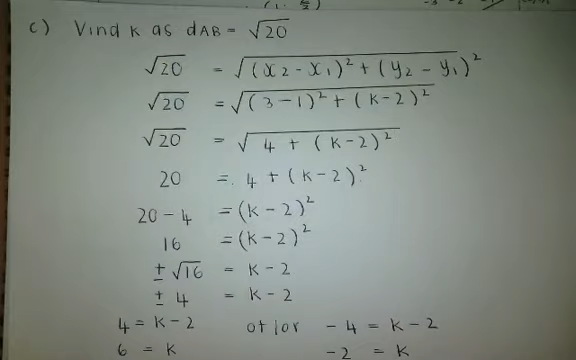 c) Vind k as dAB = √20
√20 = √(x2 - x1)² + (y2 - y1)²
√20 = √(3-1)² + (k-2)²
√20 = √4 + (k-2)²
20 = 4 + (k-2)²
20 - 4 = (k-2)²
16 = (k-2)²
± √16 = k - 2
± 4 = k - 2
4 = k - 2 of/or - 4 = k - 2
6 = k -2 = k